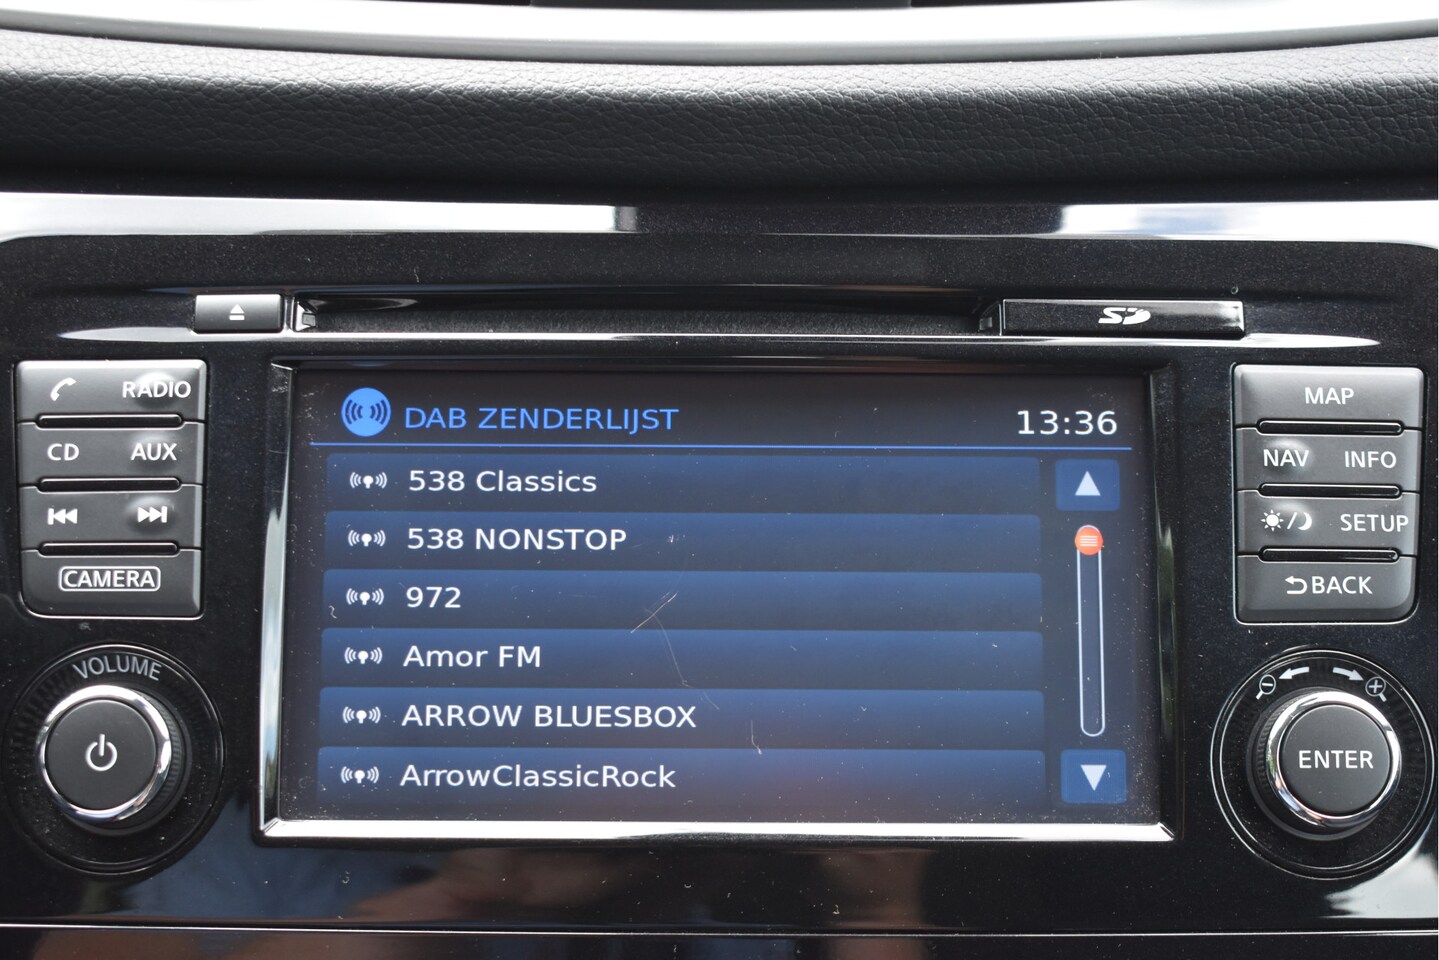 SD
RADIO
CD AUX
CAMERA
VOLUME
DAB ZENDERLIJST 13:36
538 Classics
538 NONSTOP
972
Amor FM
ARROW BLUESBOX
ArrowClassicRock
MAP
NAV INFO
SETUP
BACK
ENTER